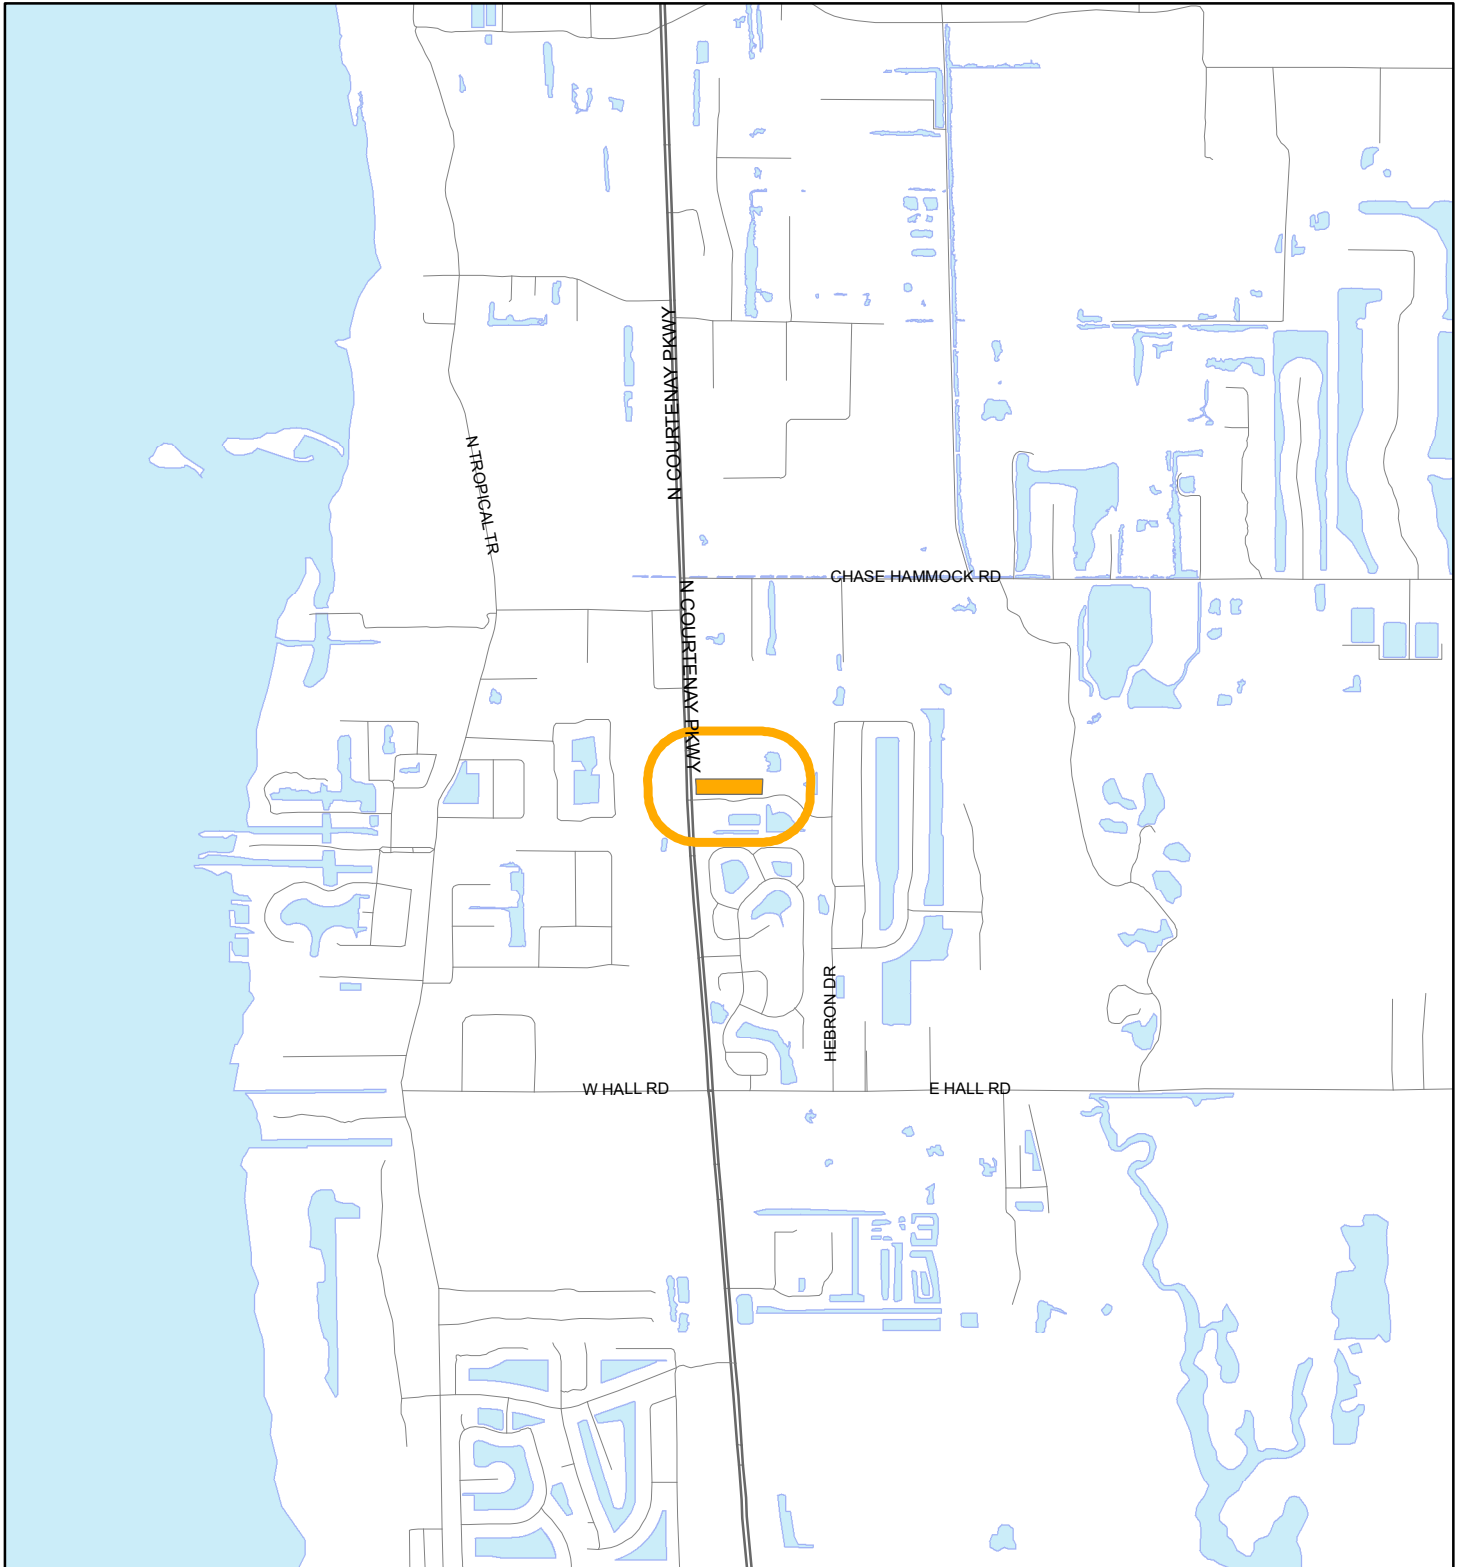 N COURTENAY PKWY
N TROPICAL TR
CHASE HAMMOCK RD
N COURTENAY PKWY
HEBRON DR
W HALL RD
E HALL RD